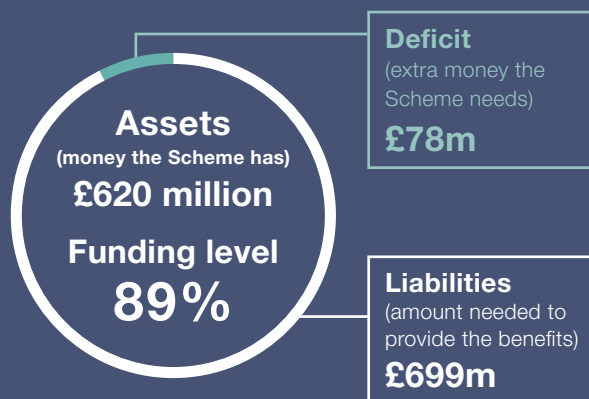 Assets
(money the Scheme has)
£620 million
Funding level
89%
Deficit
(extra money the
Scheme needs)
£78m
Liabilities
(amount needed to
provide the benefits)
£699m